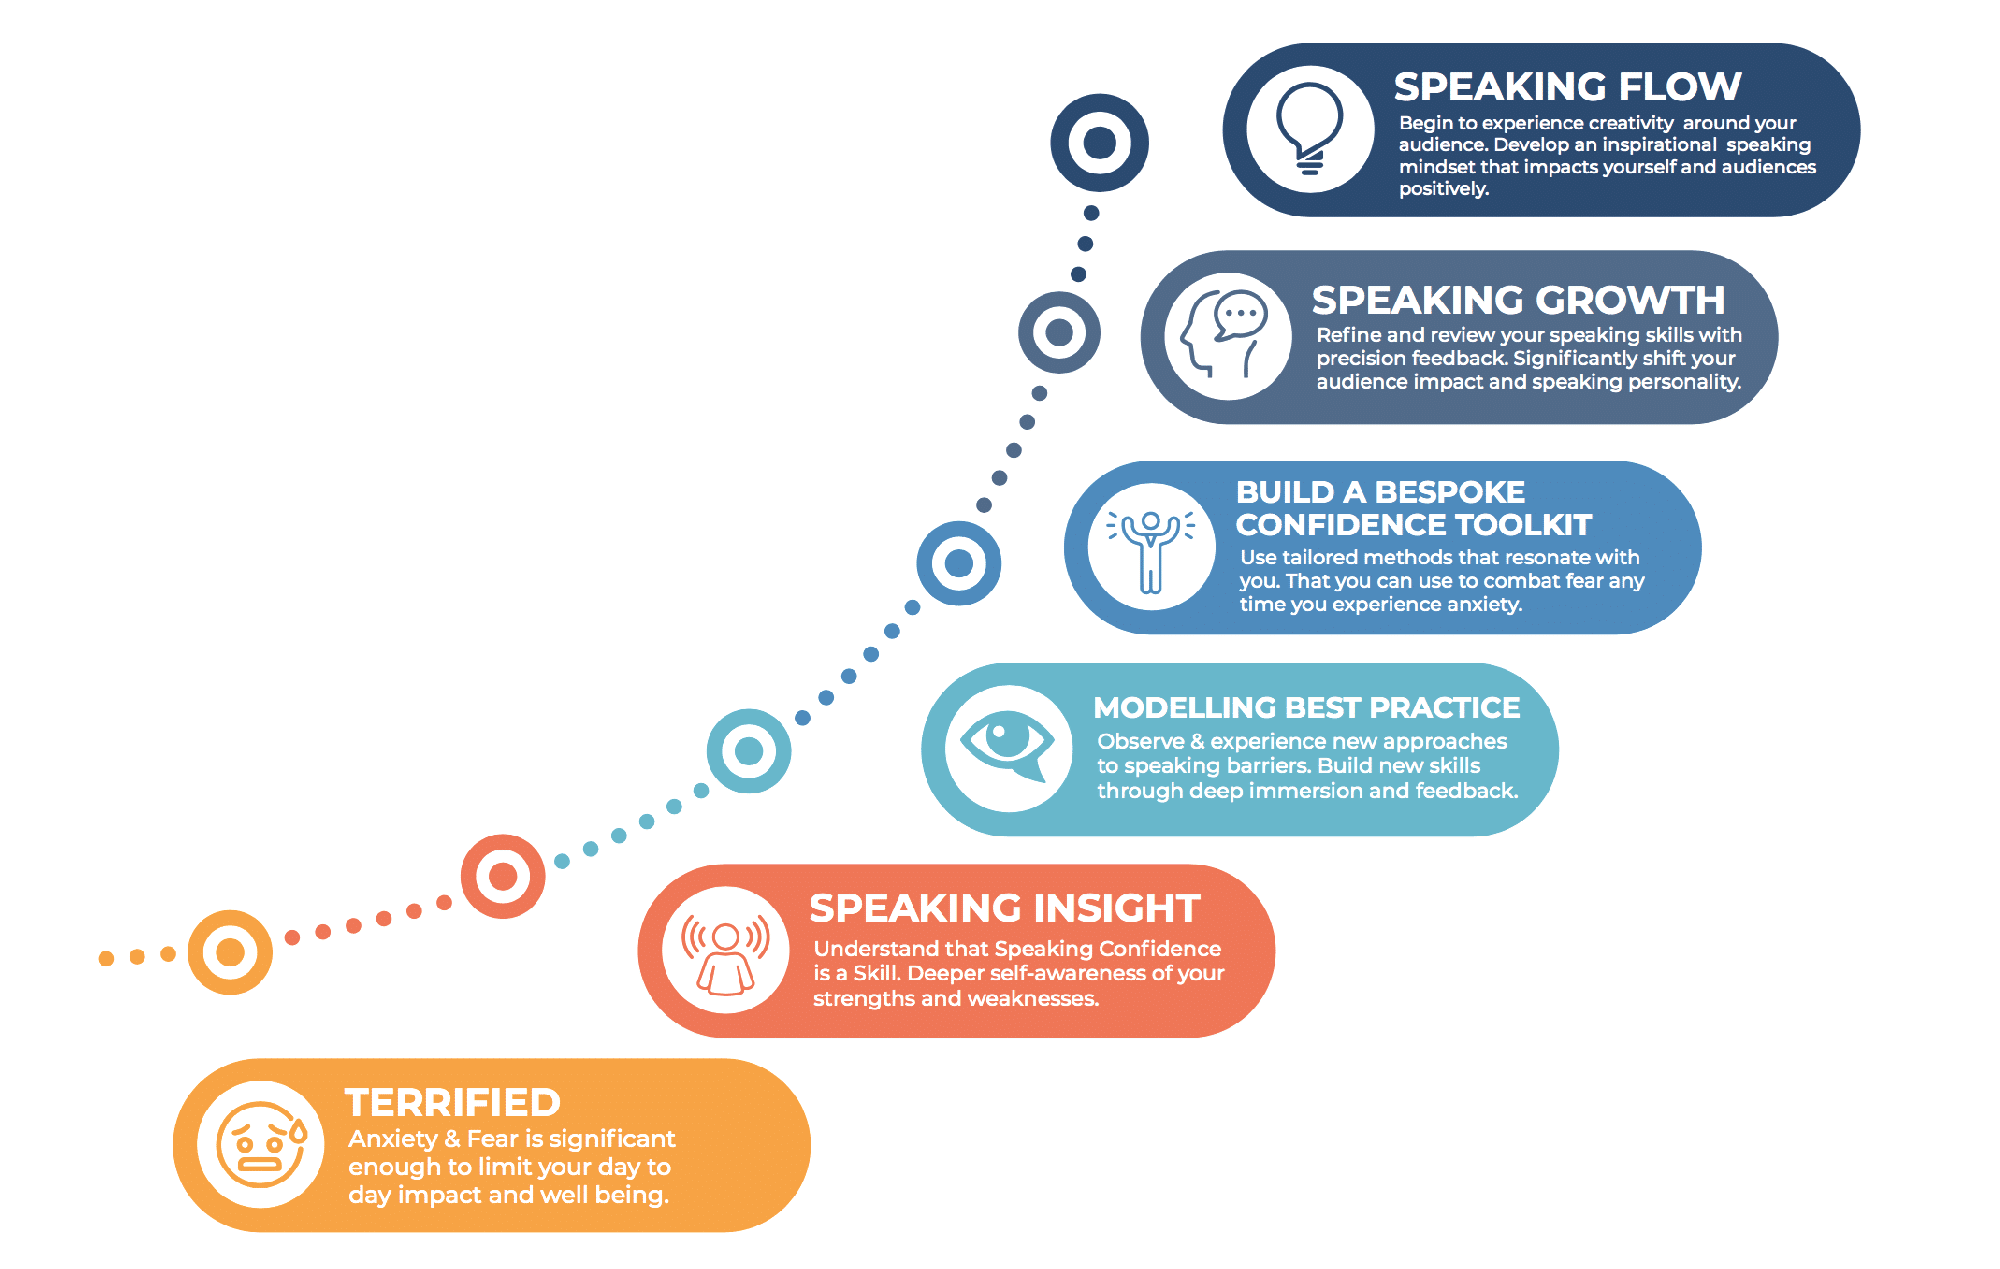 SPEAKING FLOW
Begin to experience creativity around your
audience. Develop an inspirational speaking
mindset that impacts yourself and audiences
positively.
SPEAKING GROWTH
Refine and review your speaking skills with
precision feedback. Significantly shift your
audience impact and speaking personality.
BUILD A BESPOKE
CONFIDENCE TOOLKIT
Use tailored methods that resonate with
you. That you can use to combat fear any
time you experience anxiety.
MODELLING BEST PRACTICE
Observe & experience new approaches
to speaking barriers. Build new skills
through deep immersion and feedback.
SPEAKING INSIGHT
Understand that Speaking Confidence
is a Skill. Deeper self-awareness of your
strengths and weaknesses.
TERRIFIED
Anxiety & Fear is significant
enough to limit your day to
day impact and well being.